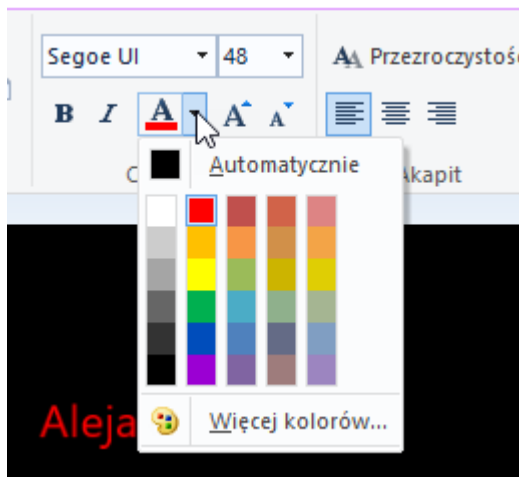 Segoe UI 48 Przezroczystoś
B I A A A
Automatycznie
Akapit
Aleja
Więcej kolorów...